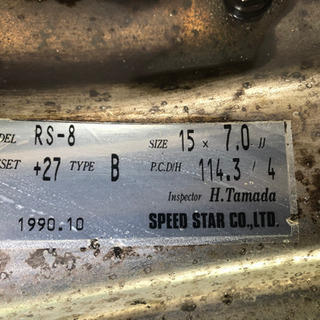 DEL RS-8 SIZE 15 x 7.0 JJ
SET +27 TYPE B P.C.D/H 114.3 / 4
Inspector H.Tamada
1990.10 SPEED STAR CO.,LTD.